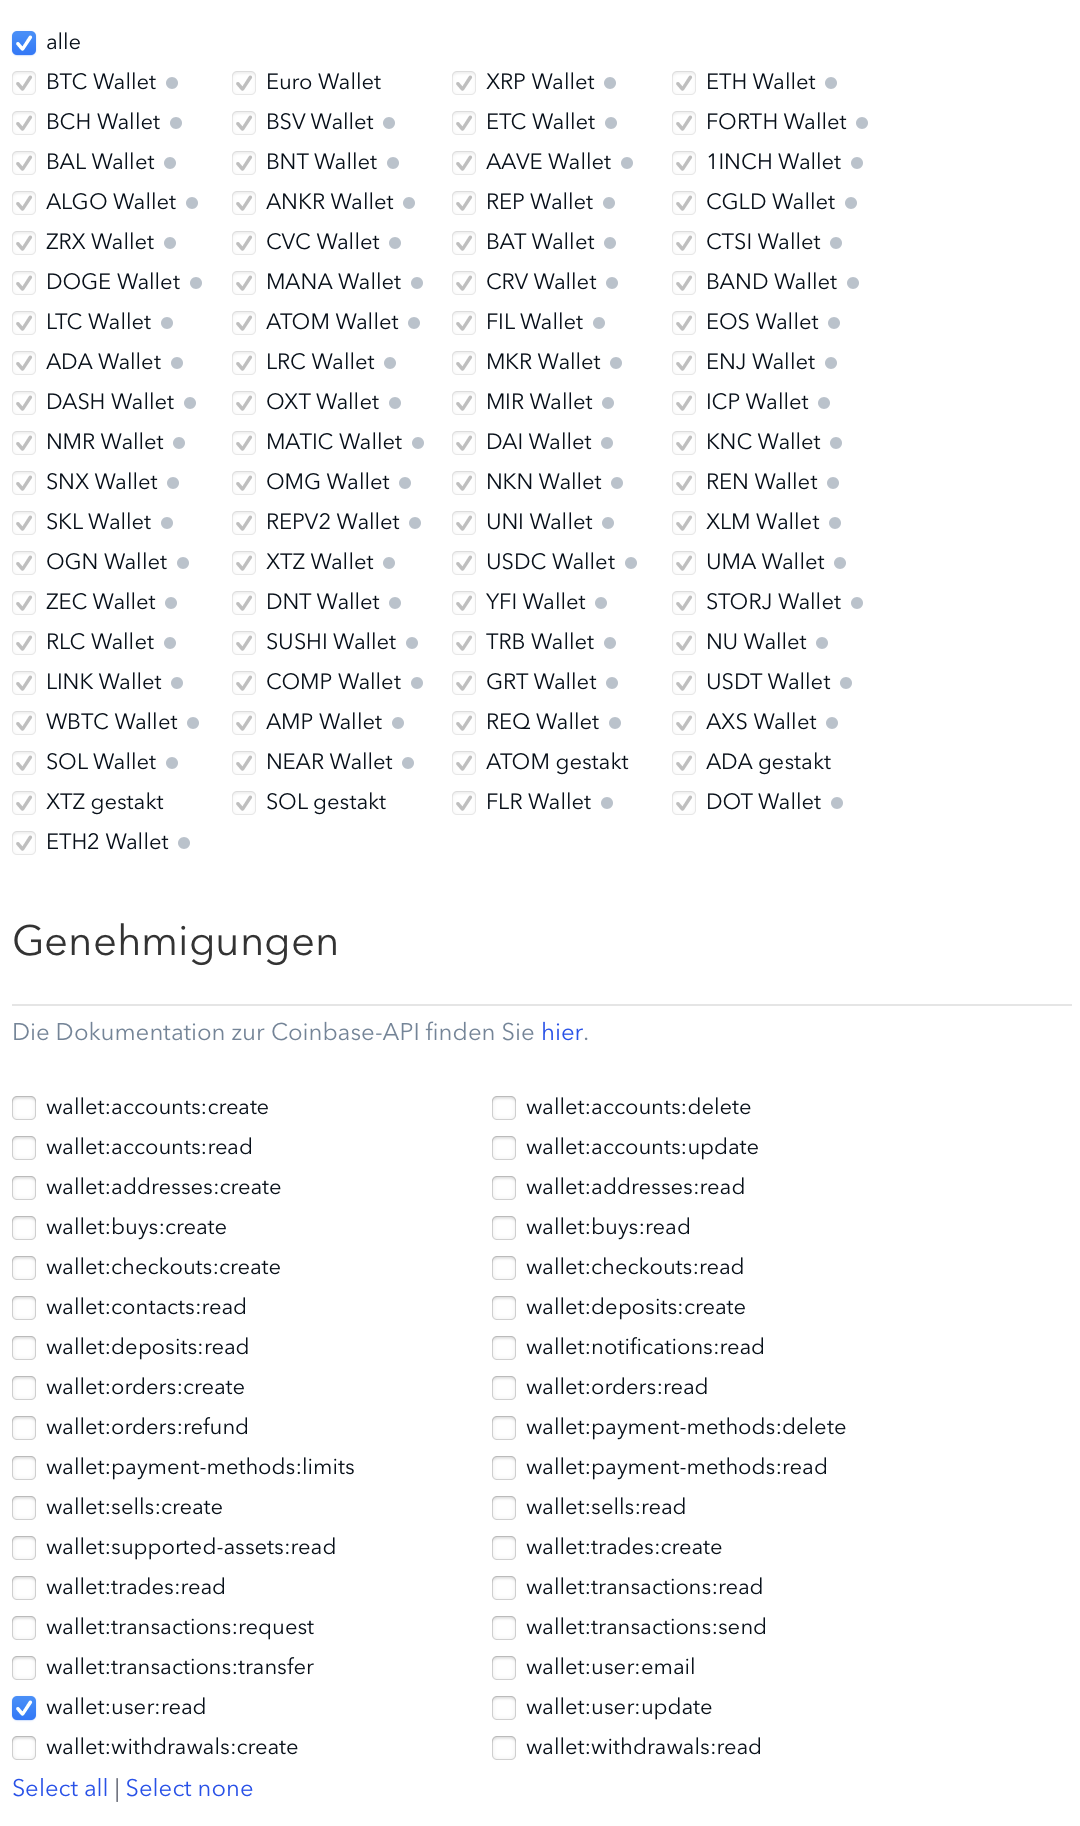 alle
BTC Wallet Euro Wallet XRP Wallet ETH Wallet
BCH Wallet BSV Wallet ETC Wallet FORTH Wallet
BAL Wallet BNT Wallet AAVE Wallet 1INCH Wallet
ALGO Wallet ANKR Wallet REP Wallet CGLD Wallet
ZRX Wallet CVC Wallet BAT Wallet CTSI Wallet
DOGE Wallet MANA Wallet CRV Wallet BAND Wallet
LTC Wallet ATOM Wallet FIL Wallet EOS Wallet
ADA Wallet LRC Wallet MKR Wallet ENJ Wallet
DASH Wallet OXT Wallet MIR Wallet ICP Wallet
NMR Wallet MATIC Wallet DAI Wallet KNC Wallet
SNX Wallet OMG Wallet NKN Wallet REN Wallet
SKL Wallet REPV2 Wallet UNI Wallet XLM Wallet
OGN Wallet XTZ Wallet USDC Wallet UMA Wallet
ZEC Wallet DNT Wallet YFI Wallet STORJ Wallet
RLC Wallet SUSHI Wallet TRB Wallet NU Wallet
LINK Wallet COMP Wallet GRT Wallet USDT Wallet
WBTC Wallet AMP Wallet REQ Wallet AXS Wallet
SOL Wallet NEAR Wallet ATOM gestakt ADA gestakt
XTZ gestakt SOL gestakt FLR Wallet DOT Wallet
ETH2 Wallet
Genehmigungen
Die Dokumentation zur Coinbase-API finden Sie hier.
wallet:accounts:create wallet:accounts:delete
wallet:accounts:read wallet:accounts:update
wallet:addresses:create wallet:addresses:read
wallet:buys:create wallet:buys:read
wallet:checkouts:create wallet:checkouts:read
wallet:contacts:read wallet:deposits:create
wallet:deposits:read wallet:notifications:read
wallet:orders:create wallet:orders:read
wallet:orders:refund wallet:payment-methods:delete
wallet:payment-methods:limits wallet:payment-methods:read
wallet:sells:create wallet:sells:read
wallet:supported-assets:read wallet:trades:create
wallet:trades:read wallet:transactions:read
wallet:transactions:request wallet:transactions:send
wallet:transactions:transfer wallet:user:email
wallet:user:read wallet:user:update
wallet:withdrawals:create wallet:withdrawals:read
Select all | Select none